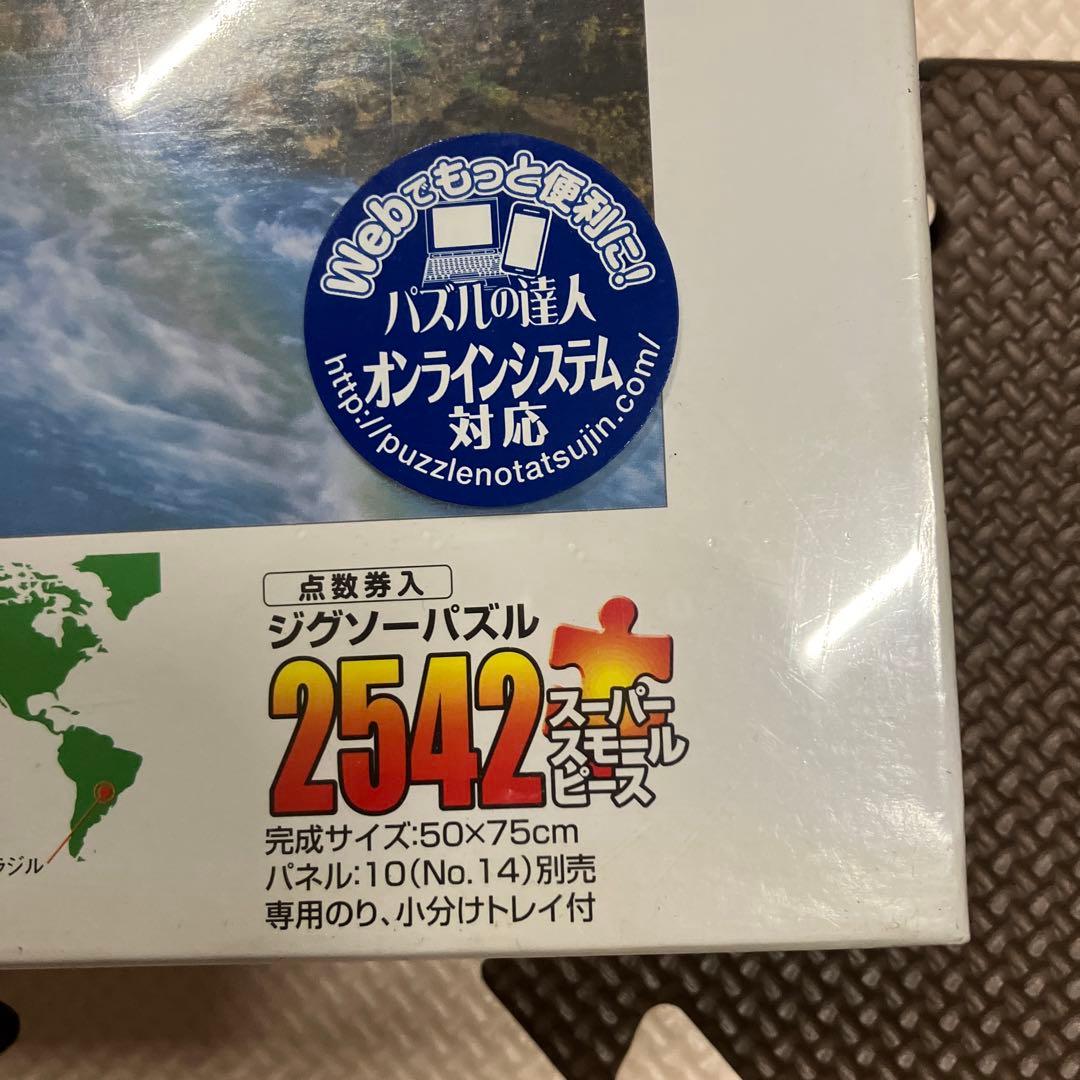 Webでもっと便利に!
パズルの達人
オンラインシステム
対応
http://puzzlenotatsujin.com/
点数券入
ジグソーパズル
2542
スーパー
スモール
ピース
ラジル
完成サイズ:50×75cm
パネル:10(No.14)別売
専用のり、小分けトレイ付